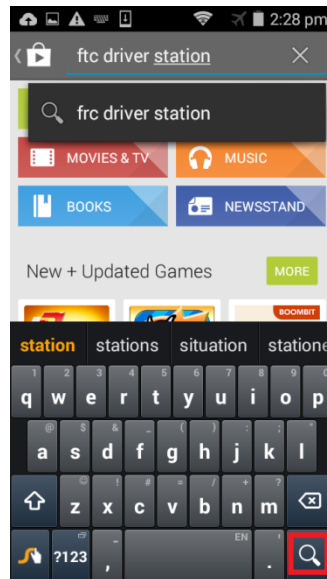 2:28 pm
ftc driver station
frc driver station
MOVIES & TV
MUSIC
BOOKS
NEWSSTAND
New + Updated Games
MORE
BOOMBIT
station stations situation statione
1 2 3 4 5 6 7 8 9 0
q w e r t y u i o p
@ $ & _ ( ) : ; "
a s d f g h j k l
! # = / + ?
z x c v b n m
EN
?123 , .